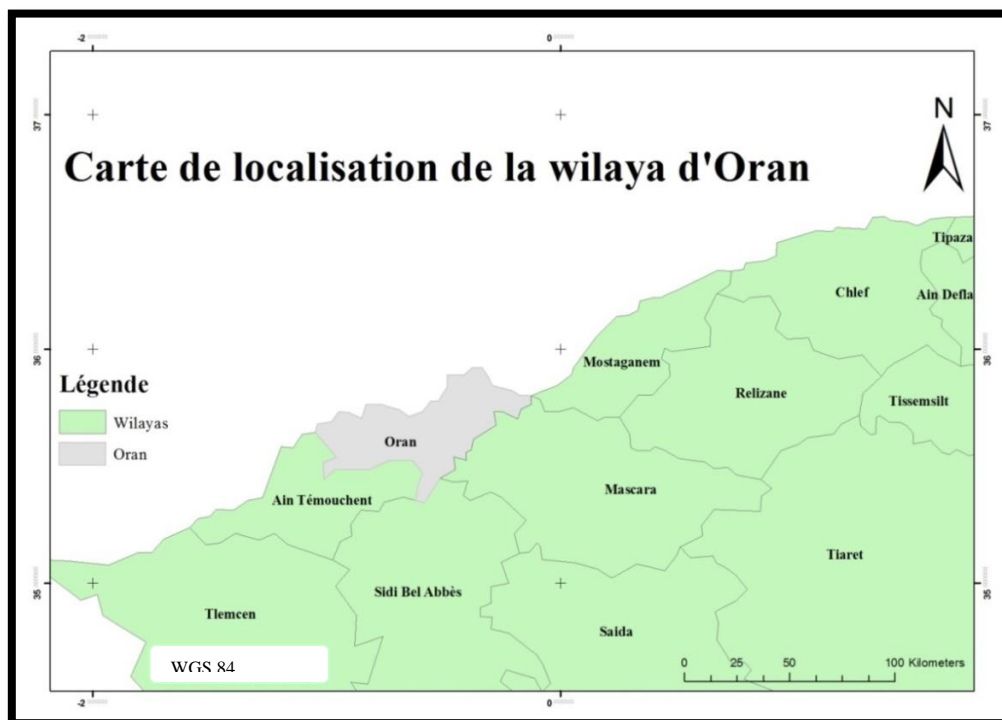 -2 0
N
37 37
Carte de localisation de la wilaya d'Oran
Tipaza
Chlef
Ain Defla
36 36
Mostaganem
Légende
Relizane
Tissemsilt
Wilayas
Oran
Oran
Mascara
Ain Témouchent
Tiaret
35 35
Sidi Bel Abbès
Tlemcen
Saida
WGS 84
0 25 50 100 Kilometers
-2 0